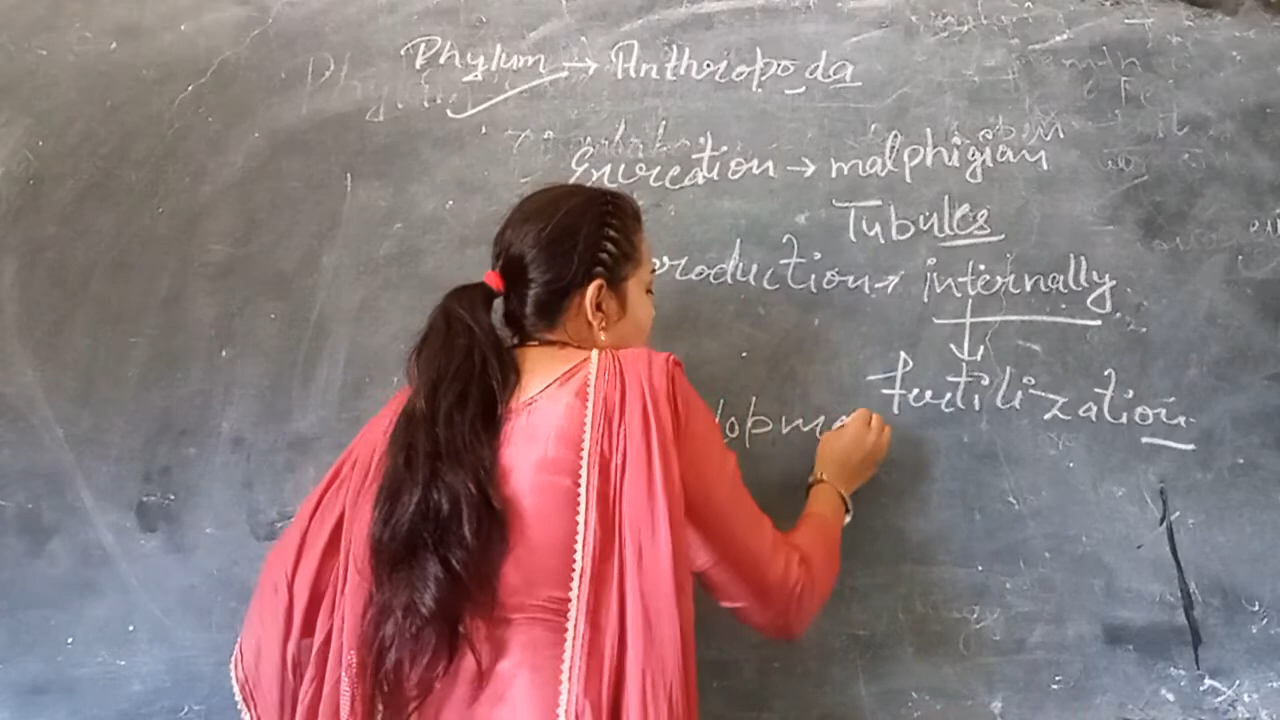 Phylum → Anthropoda
Excreation → malphigian
Tubules
production → internally
↓
fertilization
lopme